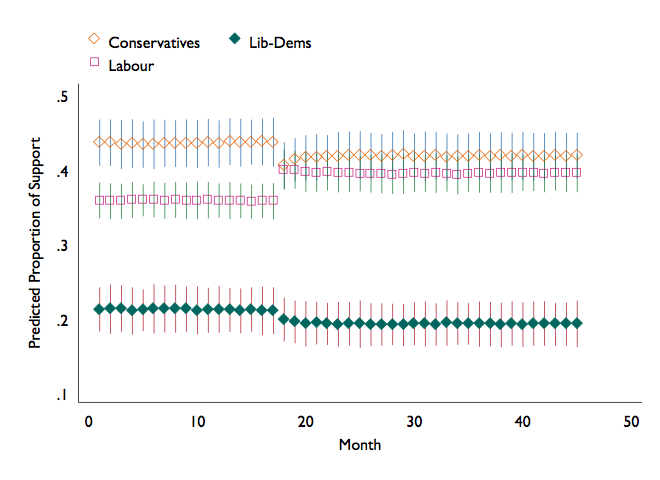 Conservatives Lib-Dems
Labour
.5
.4
.3
.2
.1
Predicted Proportion of Support
0 10 20 30 40 50
Month